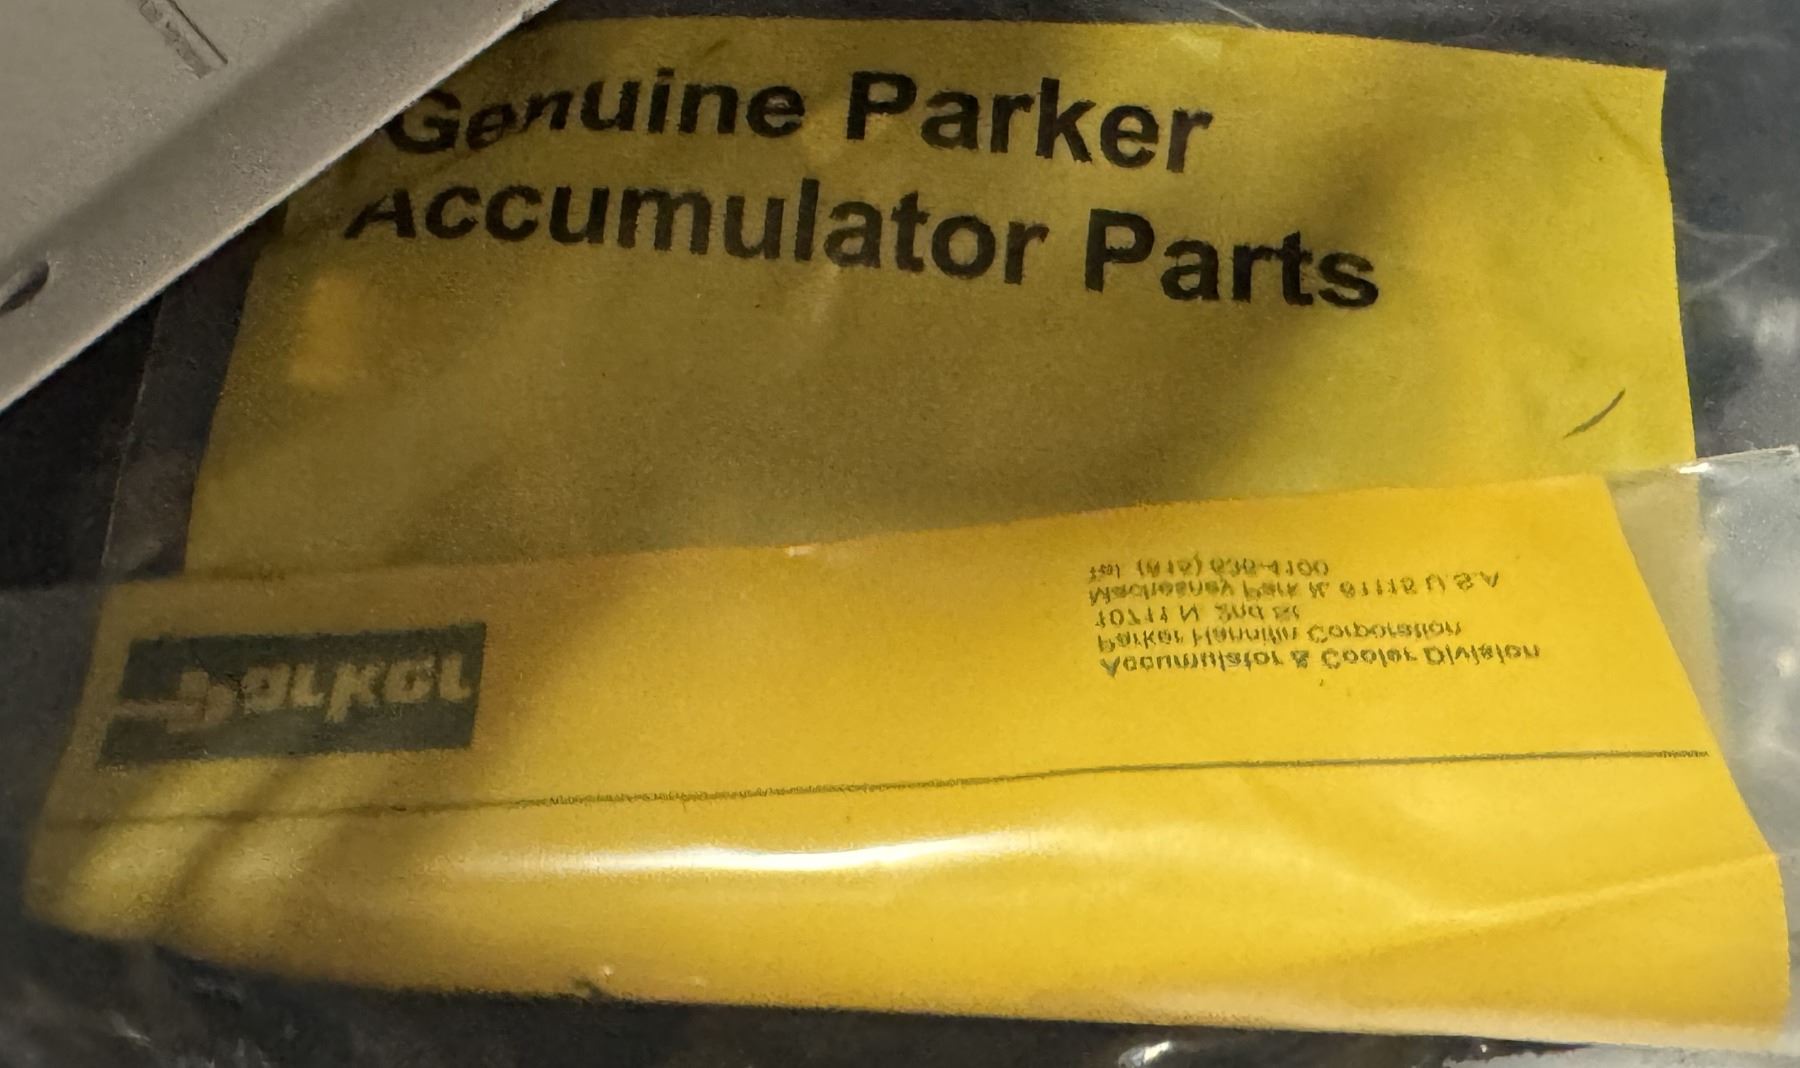 Genuine Parker
Accumulator Parts
Parker
Accumulator & Cooler Division
Parker Hannifin Corporation
10711 N. 2nd St
Machesney Park IL 61115 U.S.A
Tel (815) 636-4100